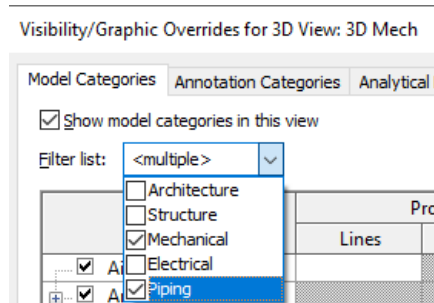 Visibility/Graphic Overrides for 3D View: 3D Mech
Model Categories Annotation Categories Analytical
Show model categories in this view
Filter list: <multiple>
Architecture
Structure
Mechanical
Electrical
Piping
Lines